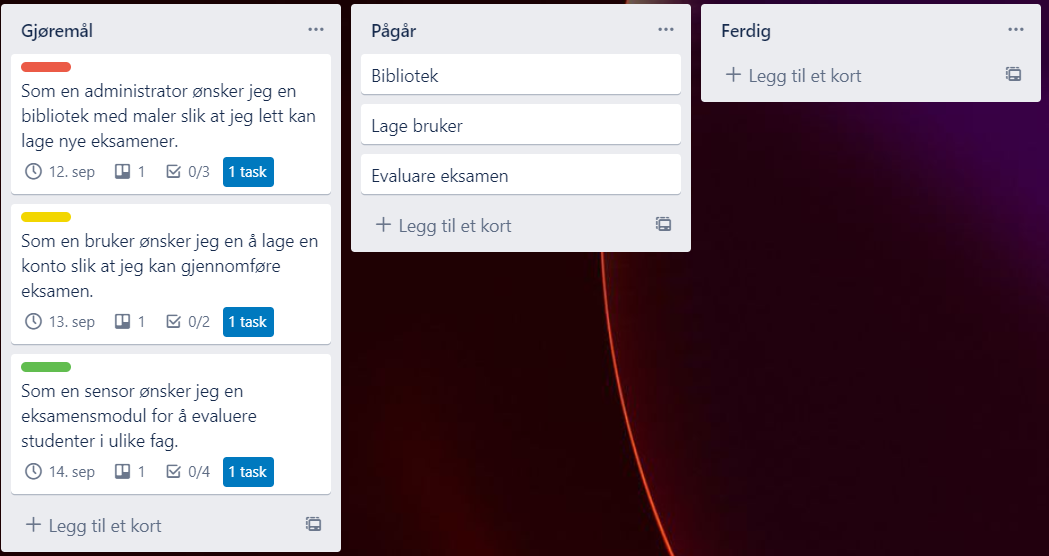 Gjøremål
Som en administrator ønsker jeg en
bibliotek med maler slik at jeg lett kan
lage nye eksamener.
12. sep 1 0/3 1 task
Som en bruker ønsker jeg en å lage en
konto slik at jeg kan gjennomføre
eksamen.
13. sep 1 0/2 1 task
Som en sensor ønsker jeg en
eksamensmodul for å evaluere
studenter i ulike fag.
14. sep 1 0/4 1 task
Legg til et kort
Pågår
Bibliotek
Lage bruker
Evaluare eksamen
Legg til et kort
Ferdig
Legg til et kort